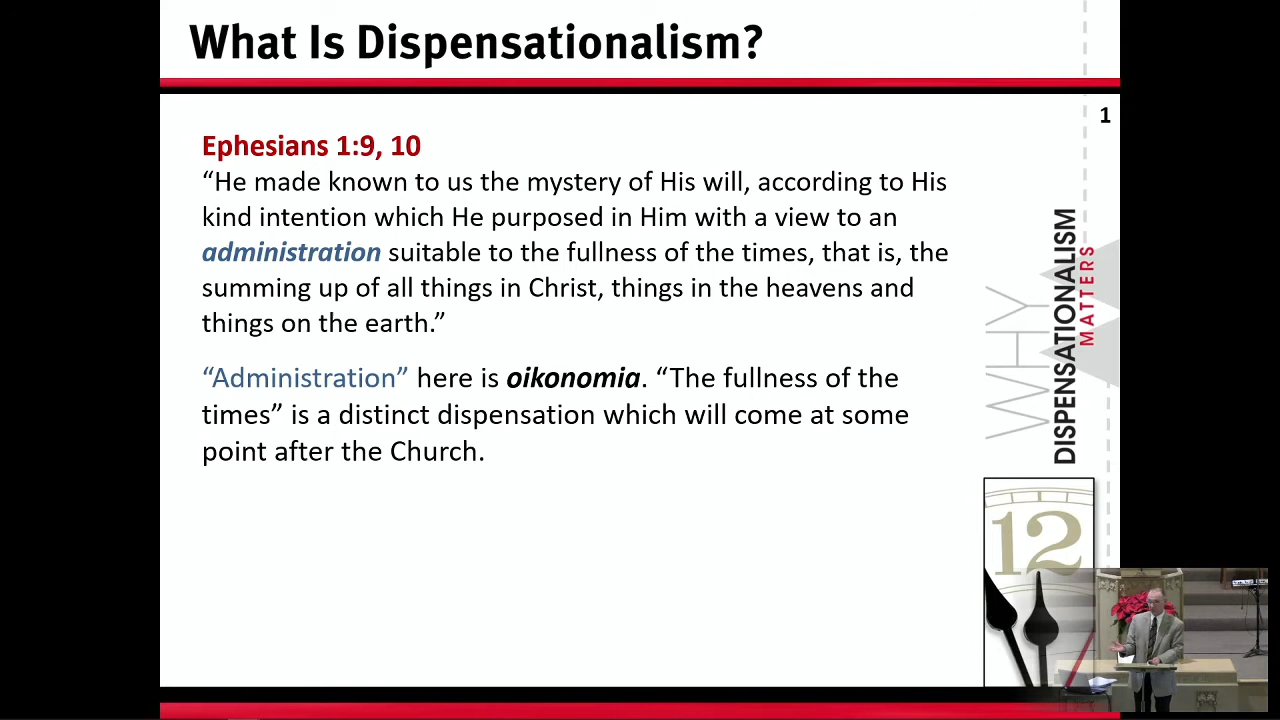 What Is Dispensationalism?
1
Ephesians 1:9, 10
“He made known to us the mystery of His will, according to His
kind intention which He purposed in Him with a view to an
administration suitable to the fullness of the times, that is, the
summing up of all things in Christ, things in the heavens and
things on the earth.”
“Administration” here is oikonomia. “The fullness of the
times” is a distinct dispensation which will come at some
point after the Church.
WHY
DISPENSATIONALISM
MATTERS
12